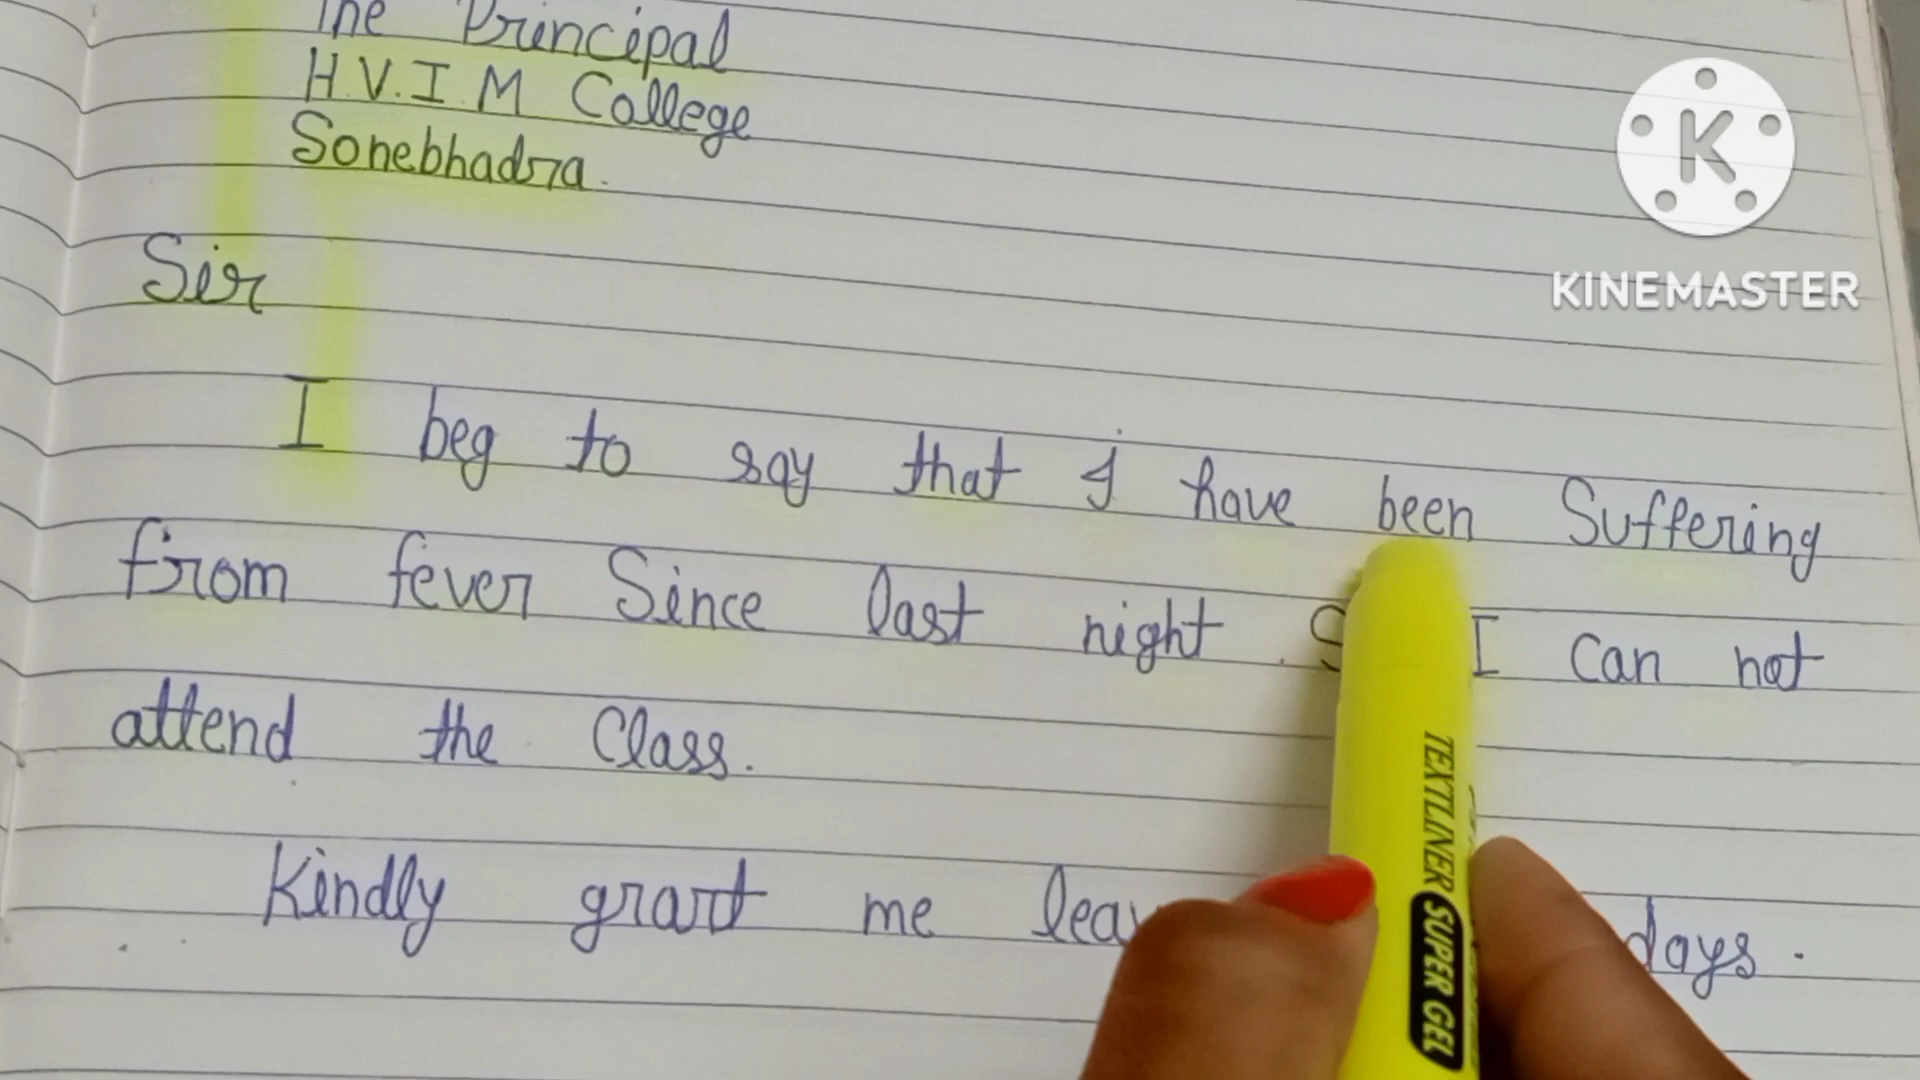 The Principal
H.V.I.M College
Sonebhadra.
KINEMASTER
Sir
I beg to say that I have been Suffering
from fever Since last night. I can not
attend the Class.
Kindly grant me days.
TEXTLINER SUPER GEL